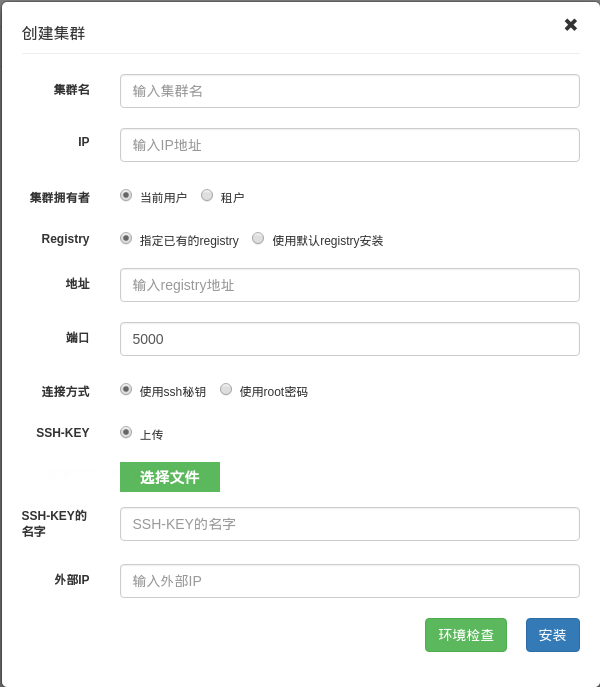 创建集群
集群名 输入集群名
IP 输入IP地址
集群拥有者 当前用户 租户
Registry 指定已有的registry 使用默认registry安装
地址 输入registry地址
端口 5000
连接方式 使用ssh秘钥 使用root密码
SSH-KEY 上传
选择文件
SSH-KEY的
名字 SSH-KEY的名字
外部IP 输入外部IP
环境检查 安装